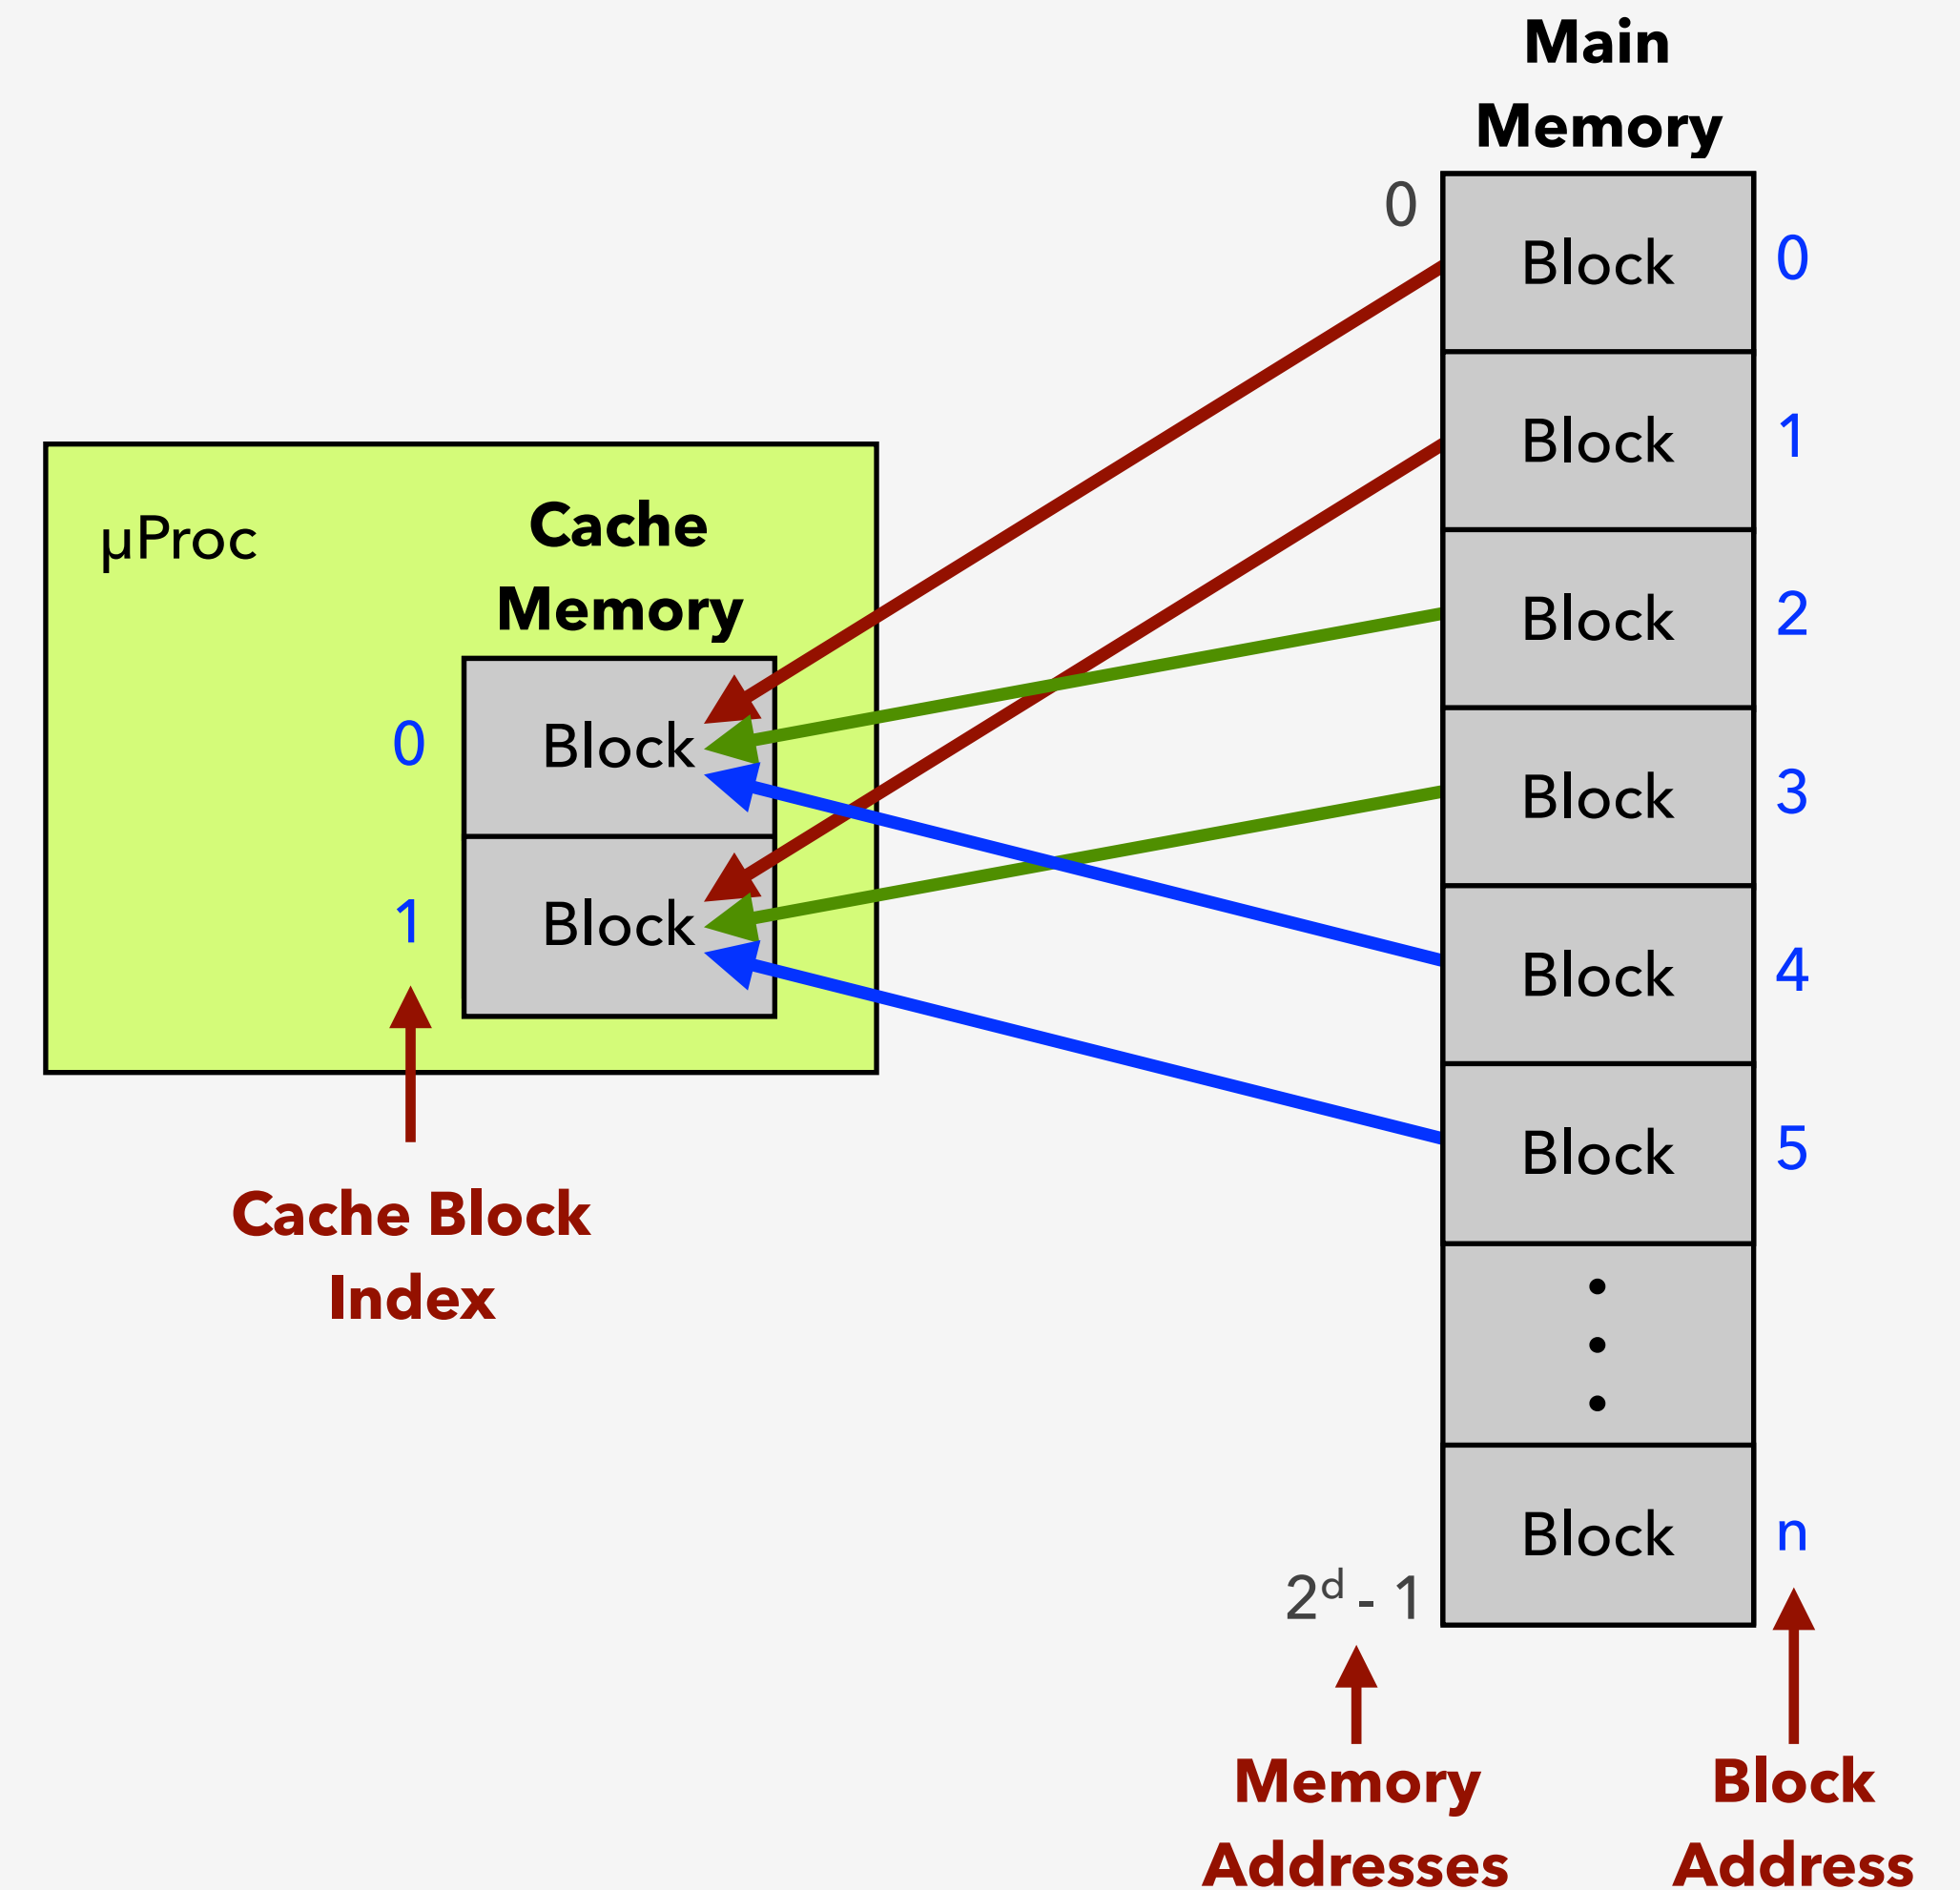 Main
Memory
0
Block
0
Block
1
Block
2
Block
3
Block
4
Block
5
Block
n
2ᵈ - 1
Memory
Addresses
Block
Address
µProc
Cache
Memory
0
Block
1
Block
Cache Block
Index